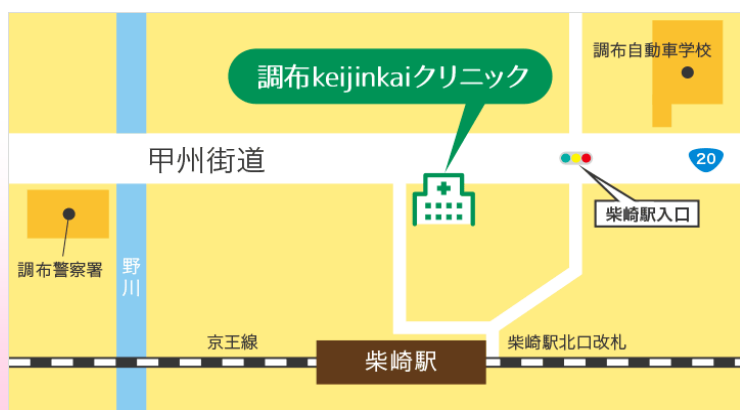 調布自動車学校
調布keijinkaiクリニック
甲州街道
20
柴崎駅入口
調布警察署
野川
京王線
柴崎駅
柴崎駅北口改札